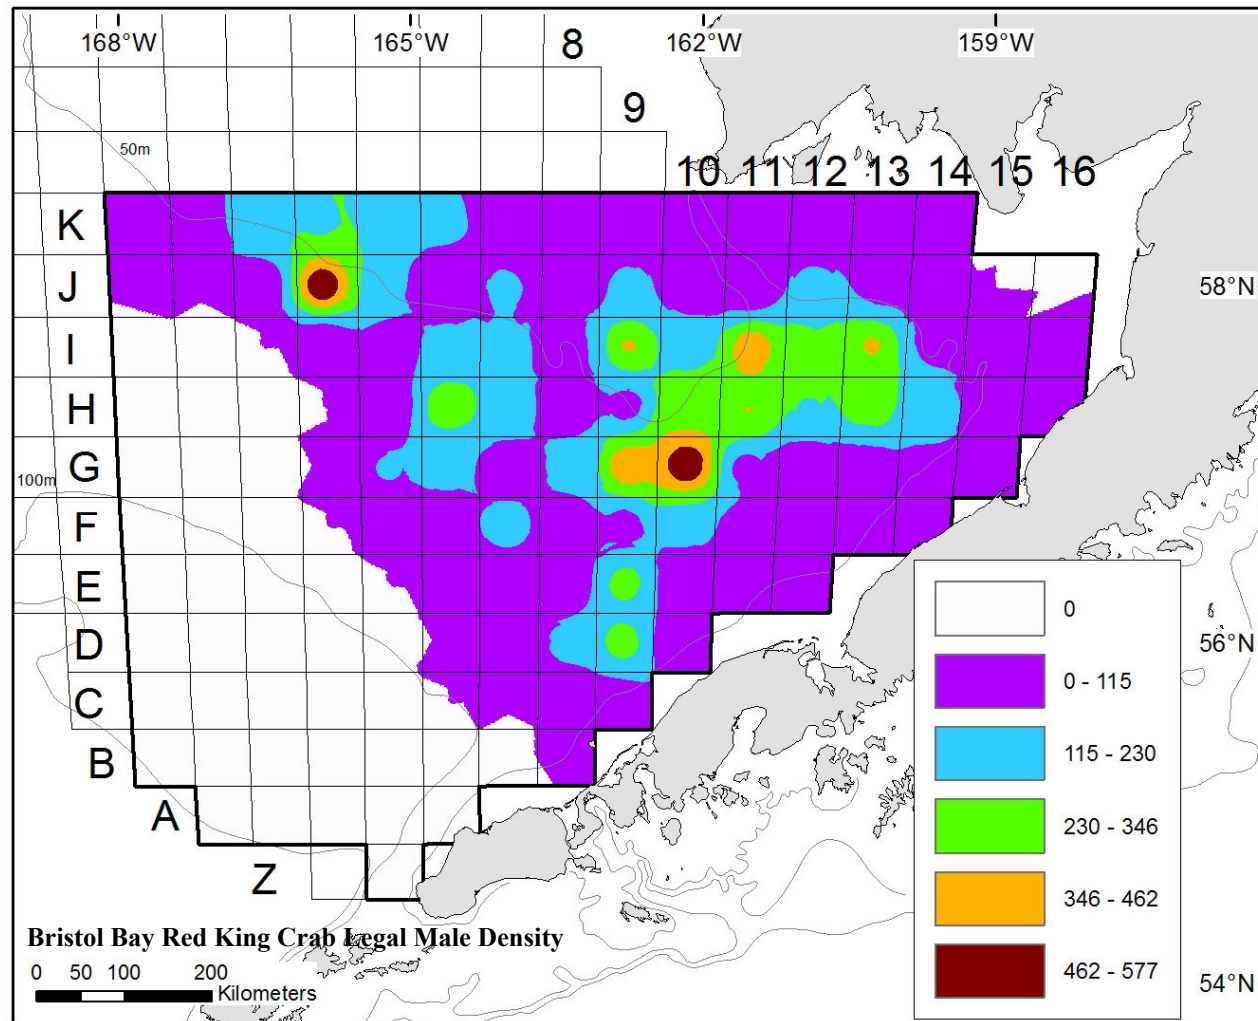 168°W 165°W 162°W 159°W
8
9
50m
10 11 12 13 14 15 16
K
J
58°N
I
H
G
100m
F
E
D
56°N
C
B
A
Z
0
0 - 115
115 - 230
230 - 346
346 - 462
462 - 577
54°N
Bristol Bay Red King Crab Legal Male Density
0 50 100 200
Kilometers